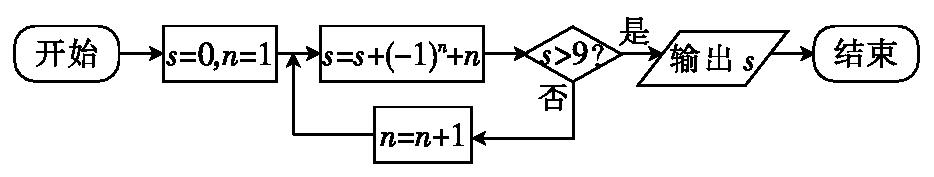 开始
s=0,n=1
s=s+(-1)ⁿ+n
s>9?
是
输出 s
结束
否
n=n+1